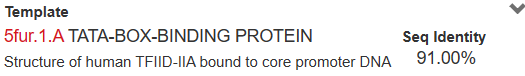 Template
5fur.1.A TATA-BOX-BINDING PROTEIN
Structure of human TFIID-IIA bound to core promoter DNA
Seq Identity
91.00%